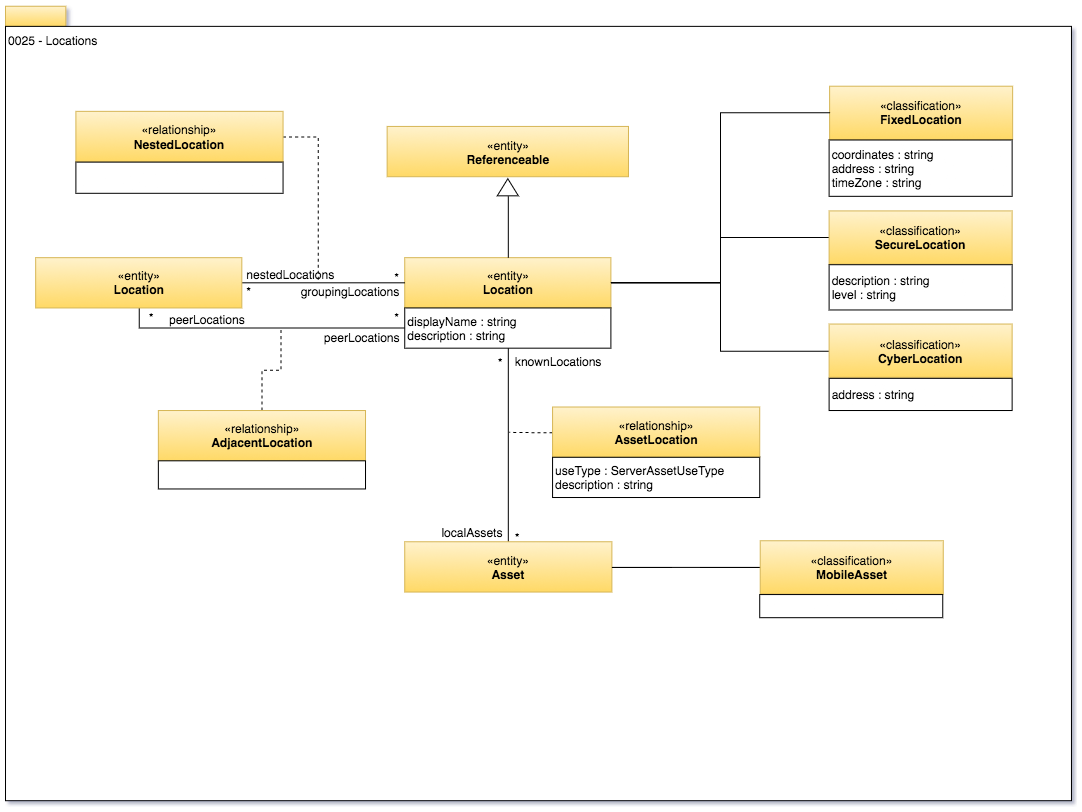 0025 - Locations
«relationship»
NestedLocation
«entity»
Referenceable
«classification»
FixedLocation
coordinates : string
address : string
timeZone : string
«classification»
SecureLocation
description : string
level : string
«entity»
Location
nestedLocations
*
*
groupingLocations
«entity»
Location
displayName : string
description : string
*
peerLocations
*
peerLocations
«classification»
CyberLocation
address : string
*
knownLocations
«relationship»
AdjacentLocation
«relationship»
AssetLocation
useType : ServerAssetUseType
description : string
localAssets
*
«entity»
Asset
«classification»
MobileAsset